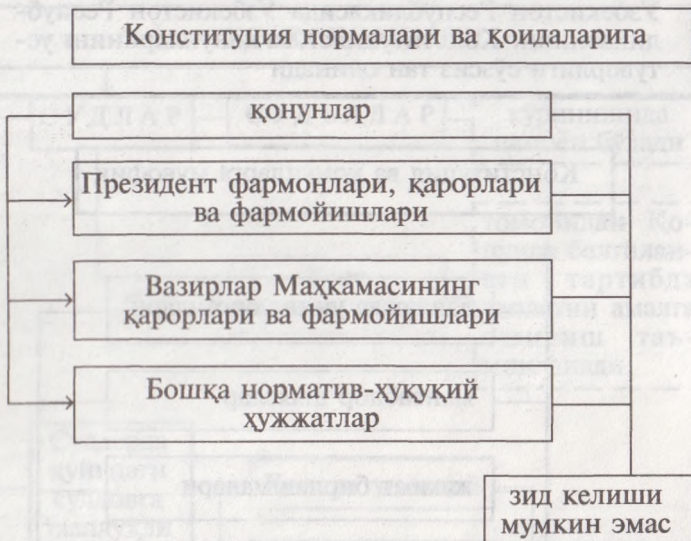 Конституция нормалари ва қоидаларига
қонунлар
Президент фармонлари, қарорлари
ва фармойишлари
Вазирлар Маҳкамасининг
қарорлари ва фармойишлари
Бошқа норматив-ҳуқуқий
ҳужжатлар
зид келиши
мумкин эмас